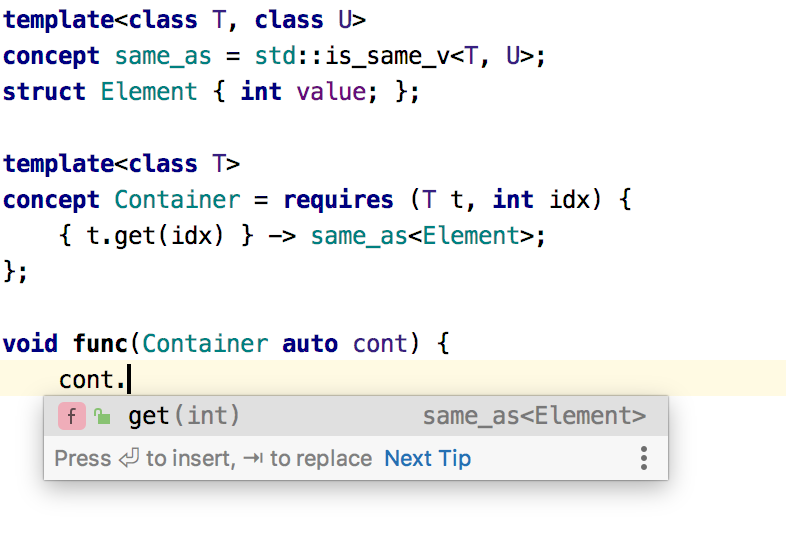 template<class T, class U>
concept same_as = std::is_same_v<T, U>;
struct Element { int value; };
template<class T>
concept Container = requires (T t, int idx) {
    { t.get(idx) } -> same_as<Element>;
};
void func(Container auto cont) {
    cont.
f get(int) same_as<Element>
Press ⏎ to insert, ⇥ to replace Next Tip